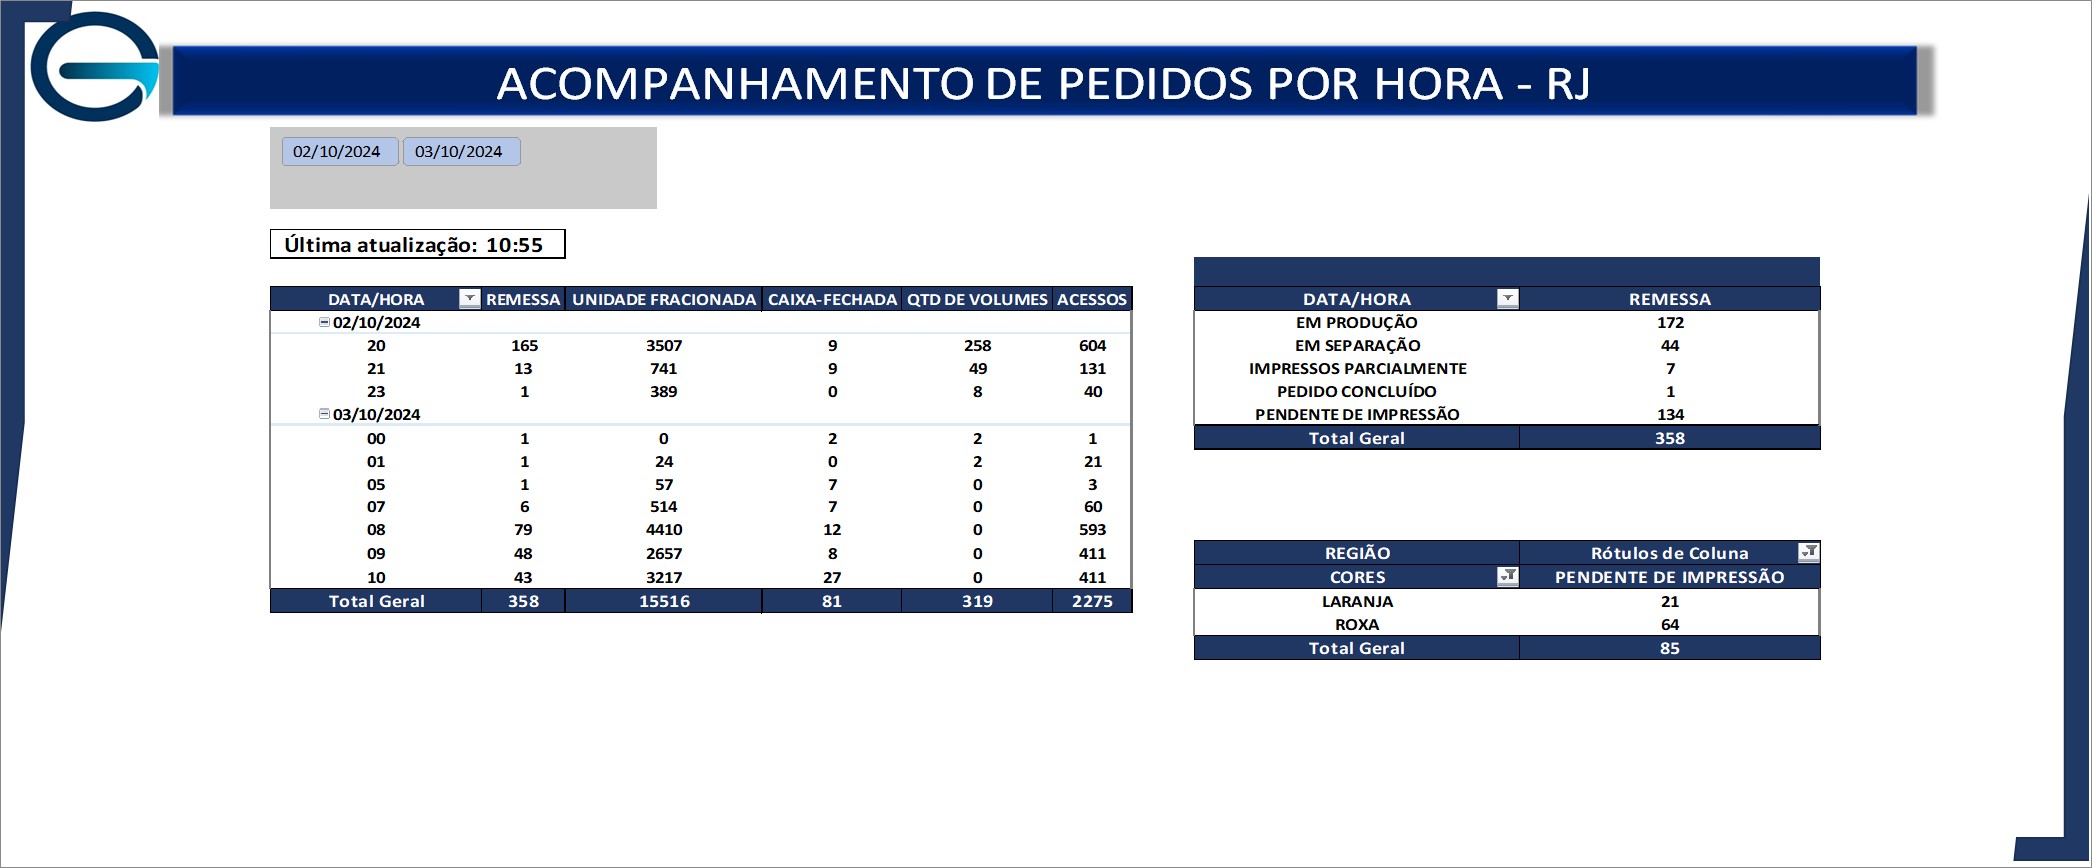 ACOMPANHAMENTO DE PEDIDOS POR HORA - RJ
02/10/2024 03/10/2024
Última atualização: 10:55
DATA/HORA REMESSA UNIDADE FRACIONADA CAIXA-FECHADA QTD DE VOLUMES ACESSOS
02/10/2024
20 165 3507 9 258 604
21 13 741 9 49 131
23 1 389 0 8 40
03/10/2024
00 1 0 2 2 1
01 1 24 0 2 21
05 1 57 7 0 3
07 6 514 7 0 60
08 79 4410 12 0 593
09 48 2657 8 0 411
10 43 3217 27 0 411
Total Geral 358 15516 81 319 2275
DATA/HORA REMESSA
EM PRODUÇÃO 172
EM SEPARAÇÃO 44
IMPRESSOS PARCIALMENTE 7
PEDIDO CONCLUÍDO 1
PENDENTE DE IMPRESSÃO 134
Total Geral 358
REGIÃO Rótulos de Coluna
CORES PENDENTE DE IMPRESSÃO
LARANJA 21
ROXA 64
Total Geral 85